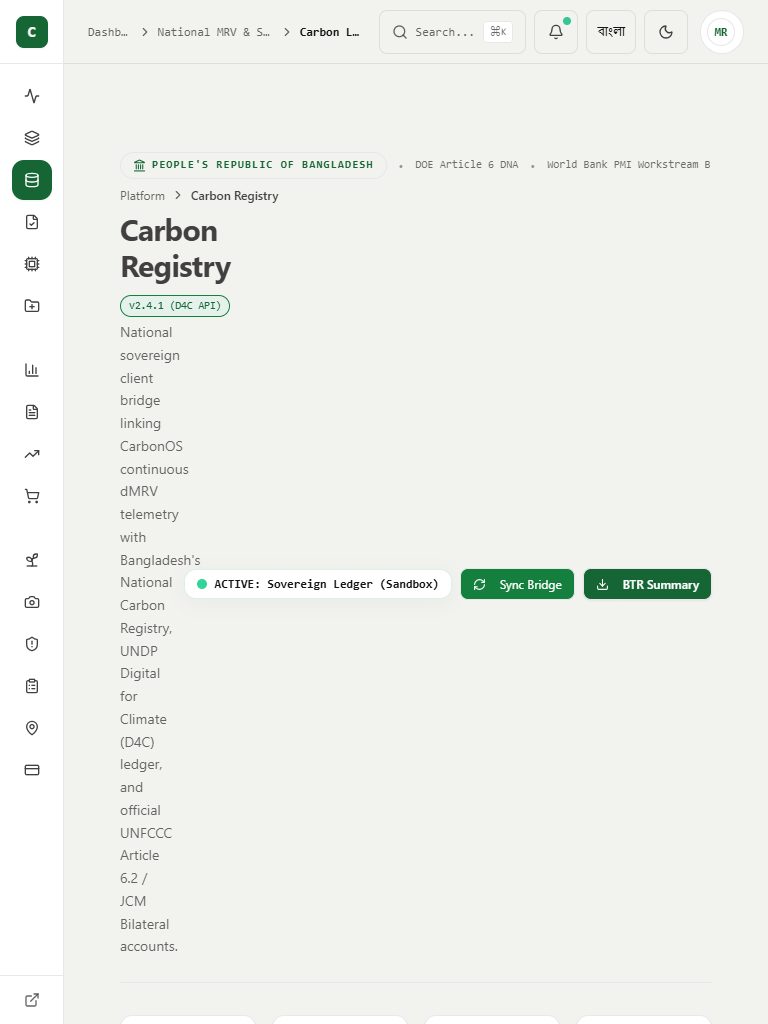 C
Dashb…
National MRV & S…
Carbon L…
Search...
⌘K
বাংলা
MR
PEOPLE'S REPUBLIC OF BANGLADESH
• DOE Article 6 DNA • World Bank PMI Workstream B
Platform
Carbon Registry
Carbon
Registry
v2.4.1 (D4C API)
National
sovereign
client
bridge
linking
CarbonOS
continuous
dMRV
telemetry
with
Bangladesh's
National
Carbon
Registry,
UNDP
Digital
for
Climate
(D4C)
ledger,
and
official
UNFCCC
Article
6.2 /
JCM
Bilateral
accounts.
ACTIVE: Sovereign Ledger (Sandbox)
Sync Bridge
BTR Summary